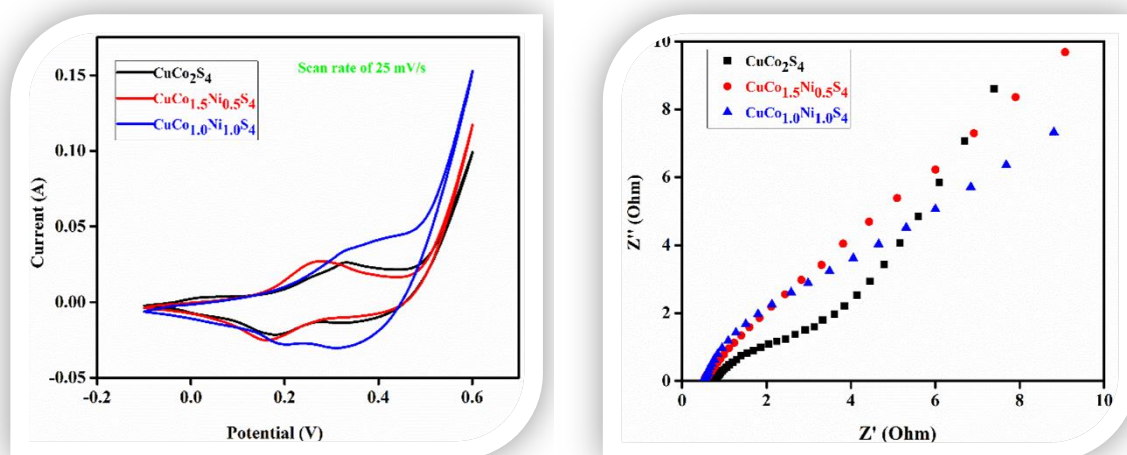 Scan rate of 25 mV/s
CuCo2S4
CuCo1.5Ni0.5S4
CuCo1.0Ni1.0S4
0.15
0.10
0.05
0.00
-0.05
-0.2
0.0
0.2
0.4
0.6
Current (A)
Potential (V)
CuCo2S4
CuCo1.5Ni0.5S4
CuCo1.0Ni1.0S4
10
8
6
4
2
0
0
2
4
6
8
10
Z'' (Ohm)
Z' (Ohm)